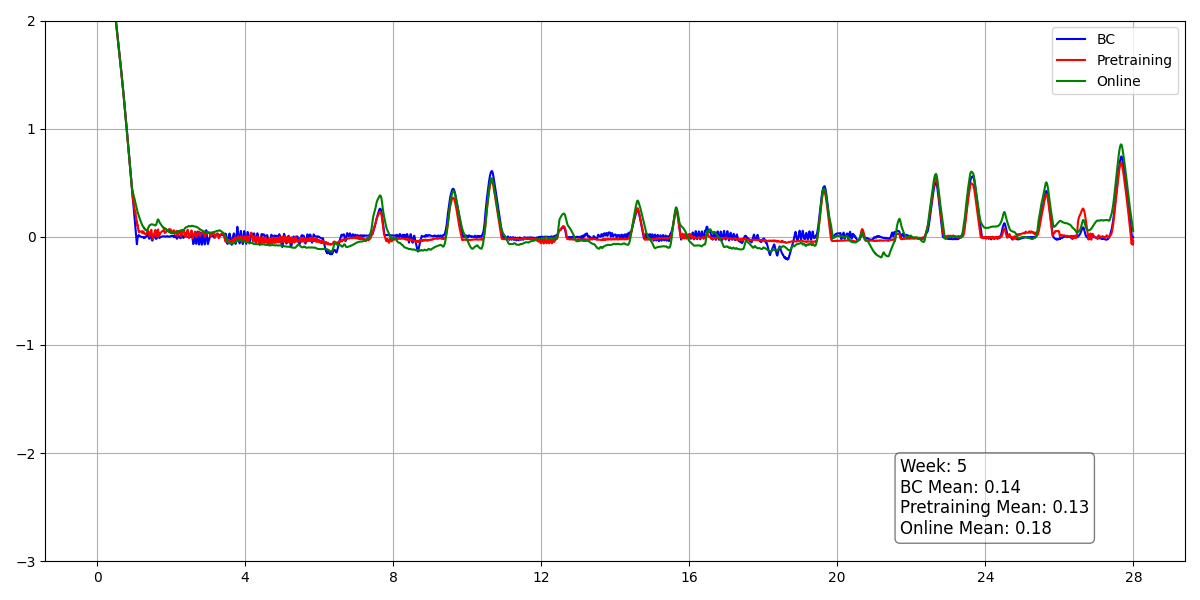 2
1
0
−1
−2
−3
0
4
8
12
16
20
24
28
BC
Pretraining
Online
Week: 5
BC Mean: 0.14
Pretraining Mean: 0.13
Online Mean: 0.18